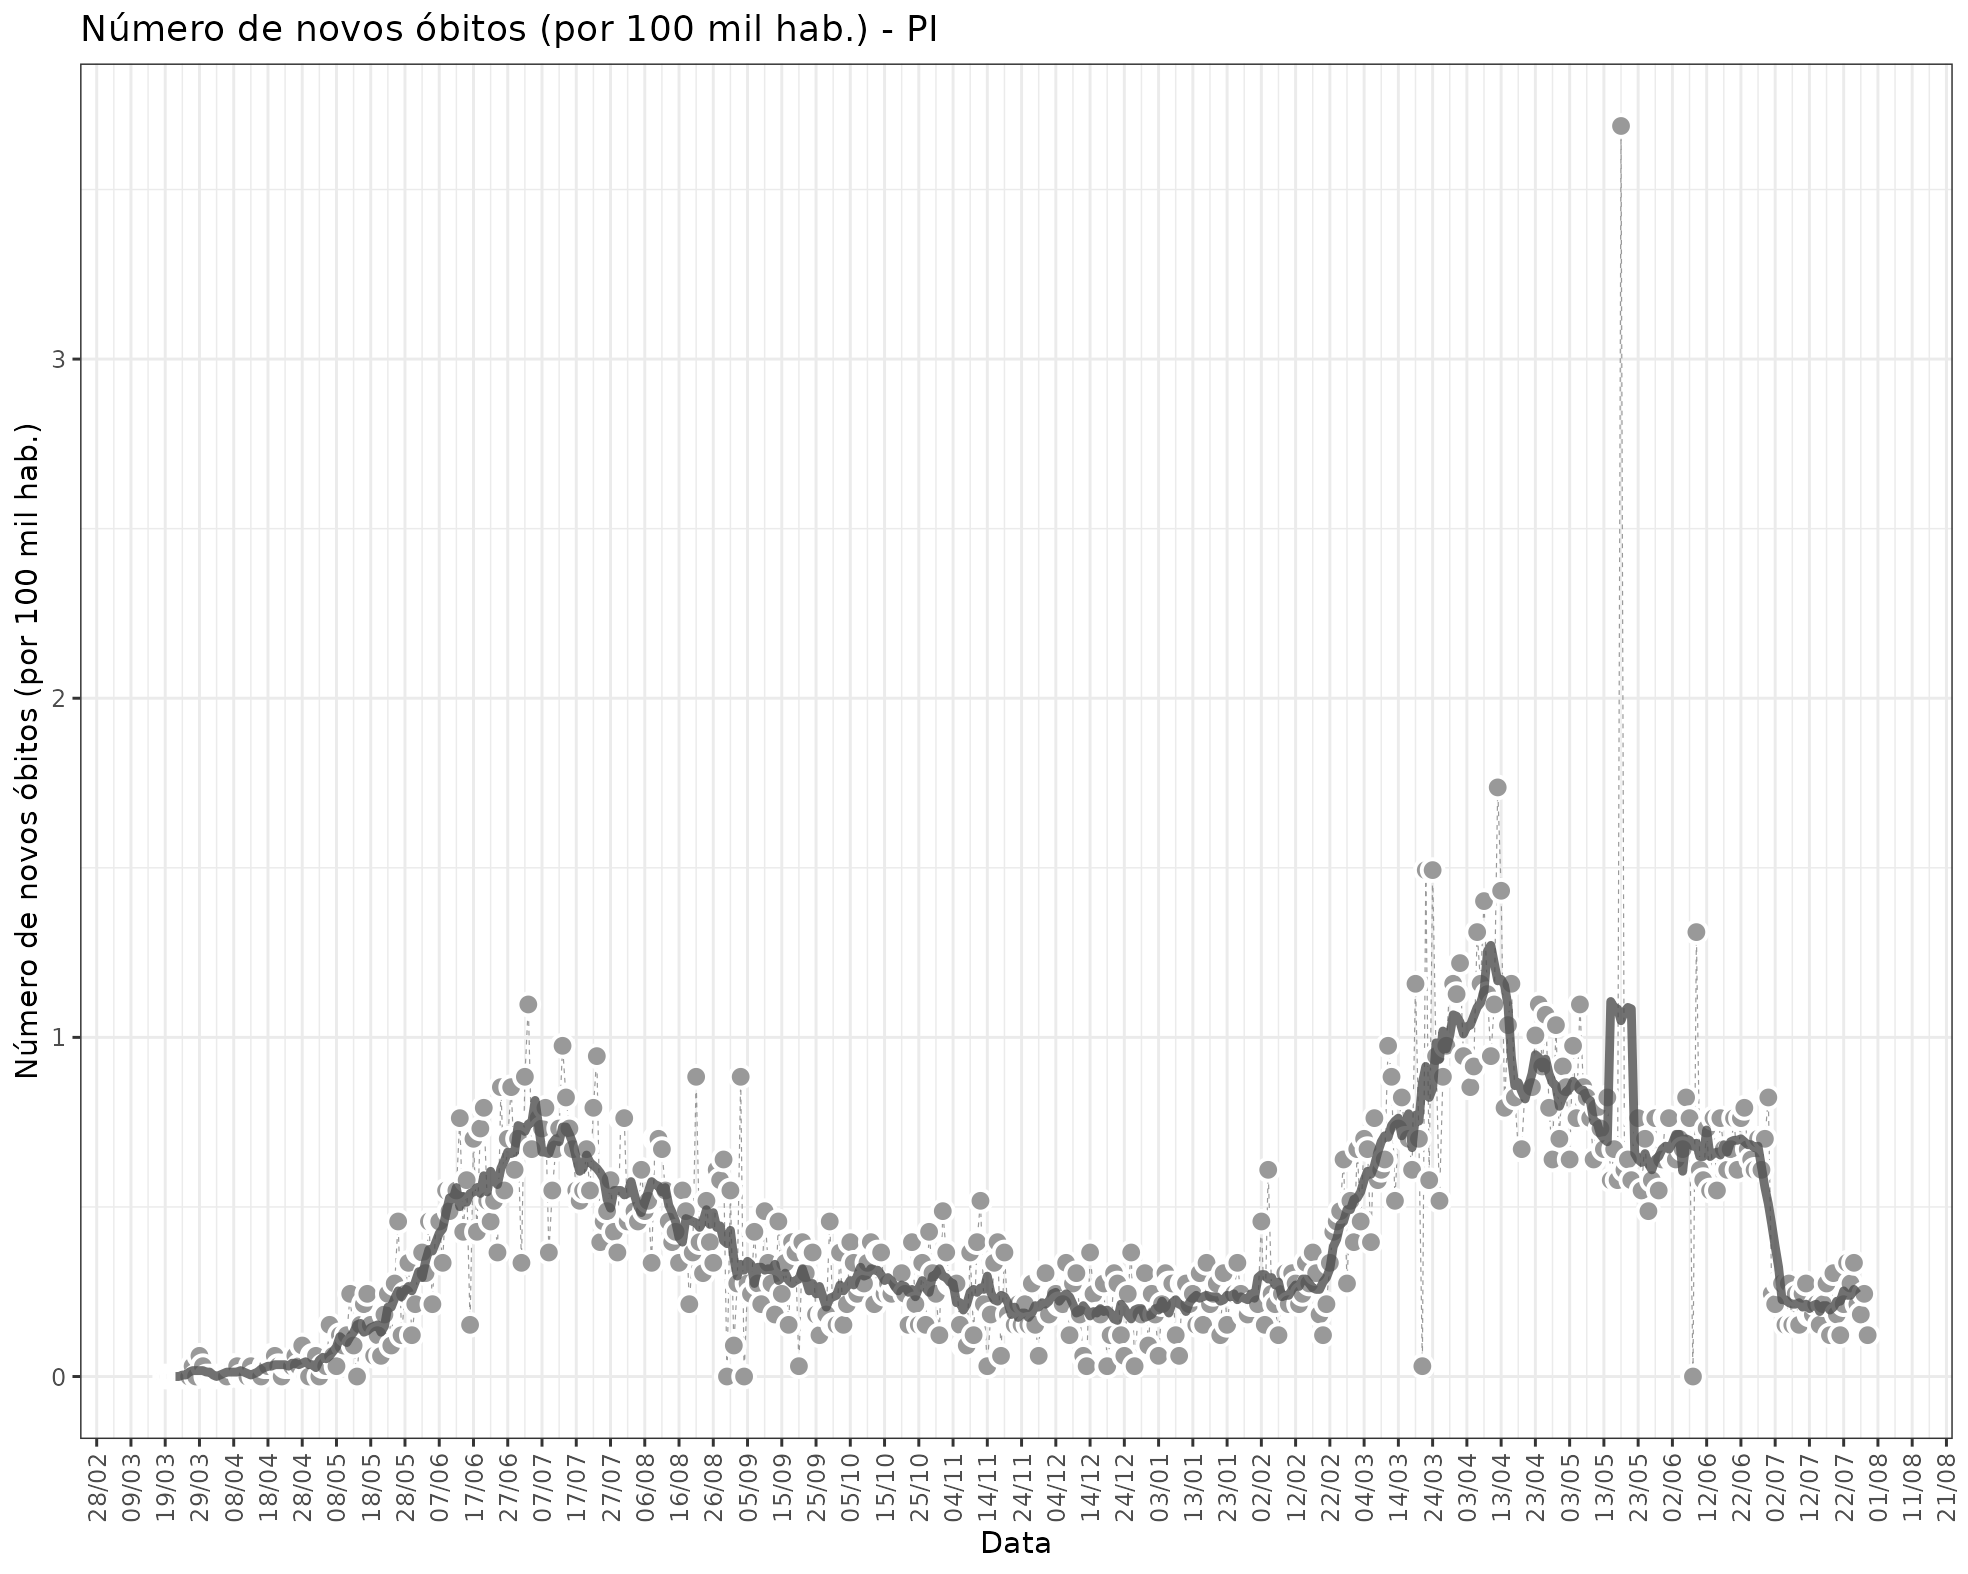 Número de novos óbitos (por 100 mil hab.) - PI
Número de novos óbitos (por 100 mil hab.)
3
2
1
0
28/02 09/03 19/03 29/03 08/04 18/04 28/04 08/05 18/05 28/05 07/06 17/06 27/06 07/07 17/07 27/07 06/08 16/08 26/08 05/09 15/09 25/09 05/10 15/10 25/10 04/11 14/11 24/11 04/12 14/12 24/12 03/01 13/01 23/01 02/02 12/02 22/02 04/03 14/03 24/03 03/04 13/04 23/04 03/05 13/05 23/05 02/06 12/06 22/06 02/07 12/07 22/07 01/08 11/08 21/08
Data